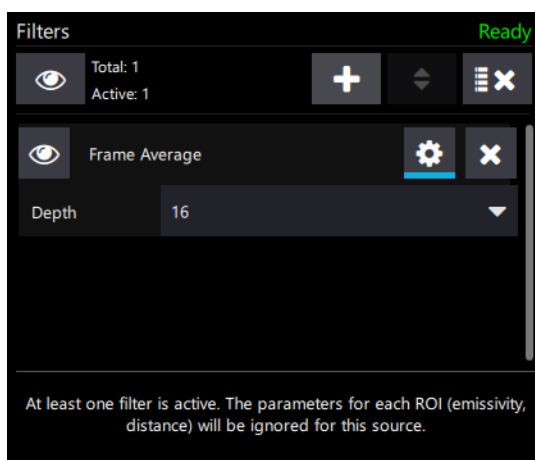 Filters
Ready
Total: 1
Active: 1
Frame Average
Depth
16
At least one filter is active. The parameters for each ROI (emissivity,
distance) will be ignored for this source.